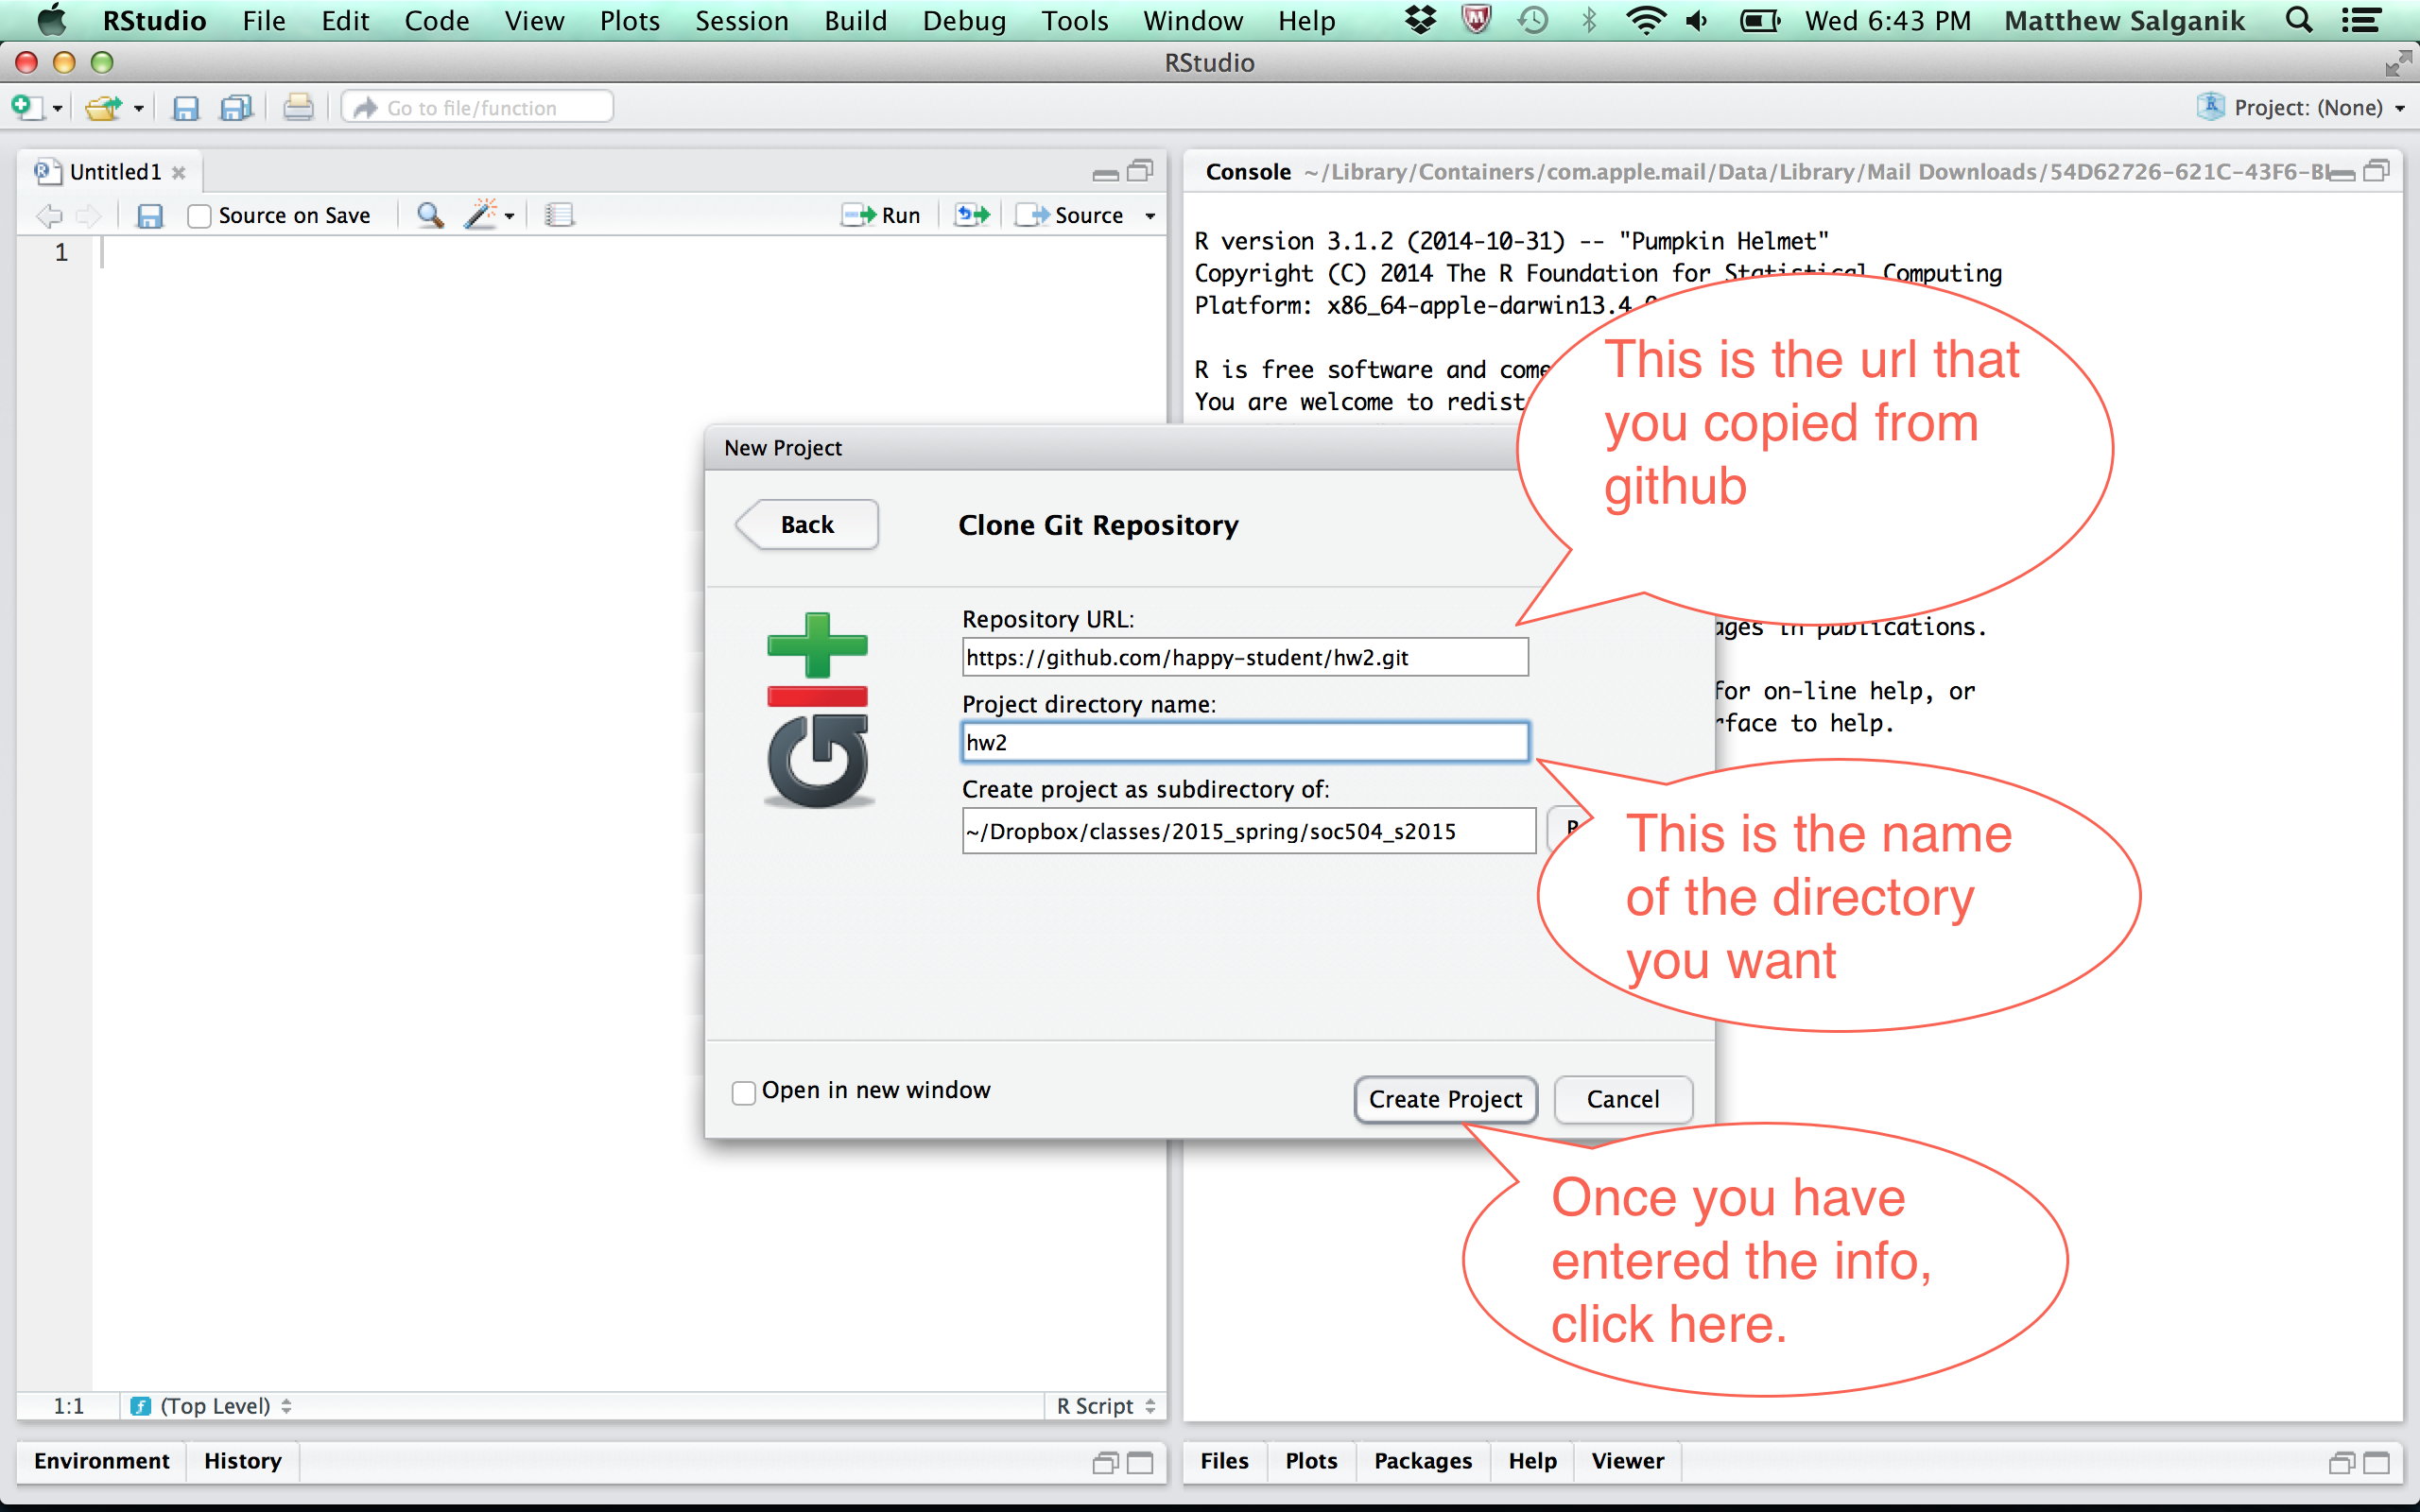 RStudio File Edit Code View Plots Session Build Debug Tools Window Help Wed 6:43 PM Matthew Salganik
RStudio
Go to file/function
Project: (None)
Untitled1
Source on Save
Run
Source
1
1:1
(Top Level)
R Script
Environment
History
Console ~/Library/Containers/com.apple.mail/Data/Library/Mail Downloads/54D62726-621C-43F6-B
R version 3.1.2 (2014-10-31) -- "Pumpkin Helmet"
Copyright (C) 2014 The R Foundation for Statistical Computing
Platform: x86_64-apple-darwin13.4.0
R is free software and come
You are welcome to redist
ages in publications.
for on-line help, or
rface to help.
New Project
Back
Clone Git Repository
git
Repository URL:
https://github.com/happy-student/hw2.git
Project directory name:
hw2
Create project as subdirectory of:
~/Dropbox/classes/2015_spring/soc504_s2015
Open in new window
Create Project
Cancel
This is the url that
you copied from
github
This is the name
of the directory
you want
Once you have
entered the info,
click here.
Files
Plots
Packages
Help
Viewer